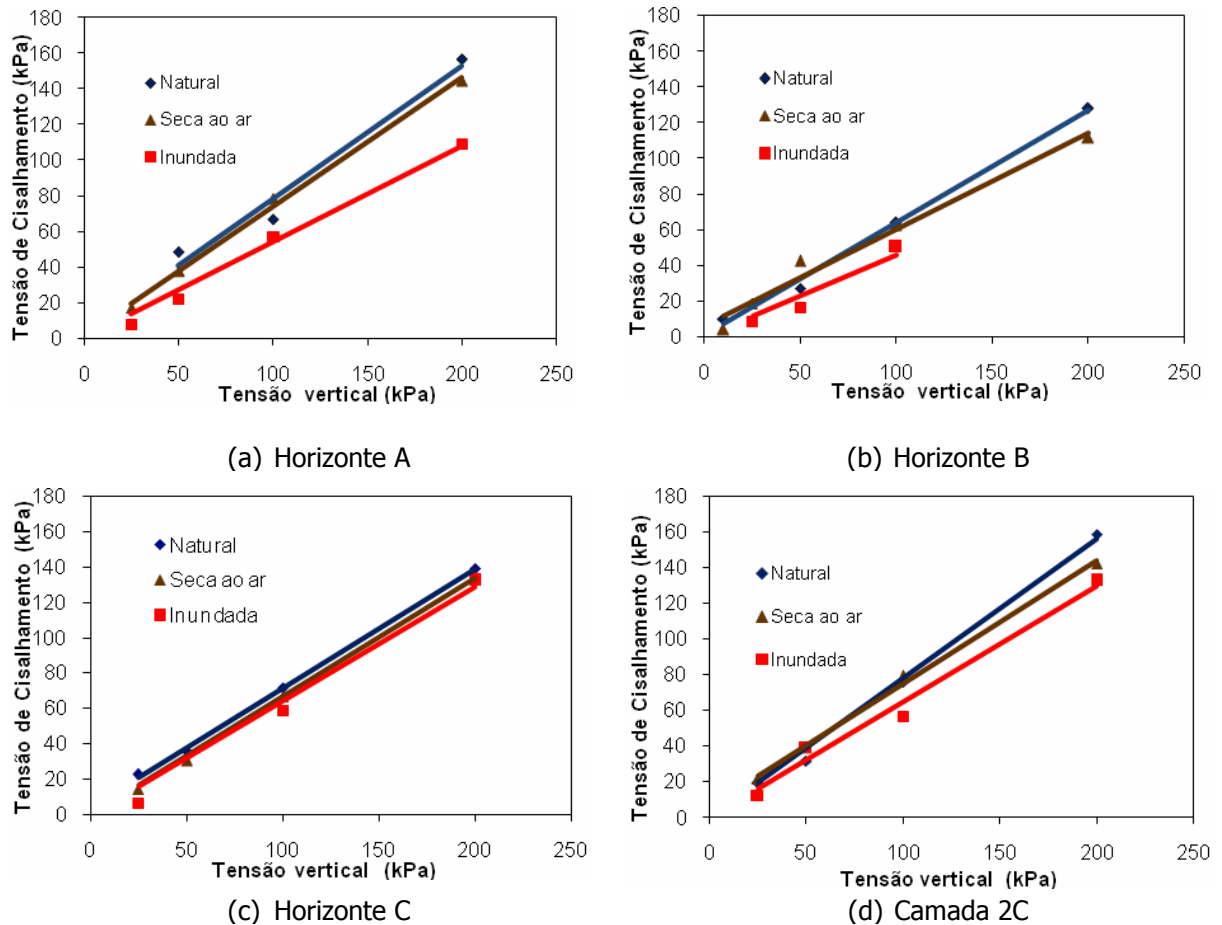 Tensão de Cisalhamento (kPa)
180
160
140
120
100
80
60
40
20
0
Natural
Seca ao ar
Inundada
0 50 100 150 200 250
Tensão vertical (kPa)
(a) Horizonte A
Tensão de Cisalhamento (kPa)
180
160
140
120
100
80
60
40
20
0
Natural
Seca ao ar
Inundada
0 50 100 150 200 250
Tensão vertical (kPa)
(b) Horizonte B
Tensão de Cisalhamento (kPa)
180
160
140
120
100
80
60
40
20
0
Natural
Seca ao ar
Inundada
0 50 100 150 200 250
Tensão vertical (kPa)
(c) Horizonte C
Tensão de Cisalhamento (kPa)
180
160
140
120
100
80
60
40
20
0
Natural
Seca ao ar
Inundada
0 50 100 150 200 250
Tensão vertical (kPa)
(d) Camada 2C